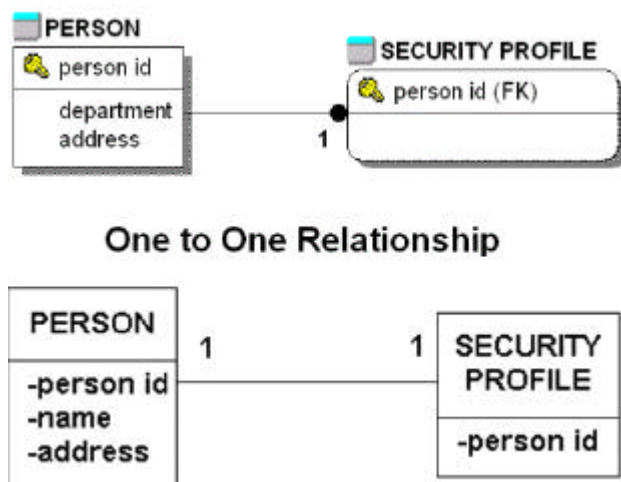 PERSON
person id
department
address
SECURITY PROFILE
person id (FK)
1
One to One Relationship
PERSON
-person id
-name
-address
1
1
SECURITY
PROFILE
-person id